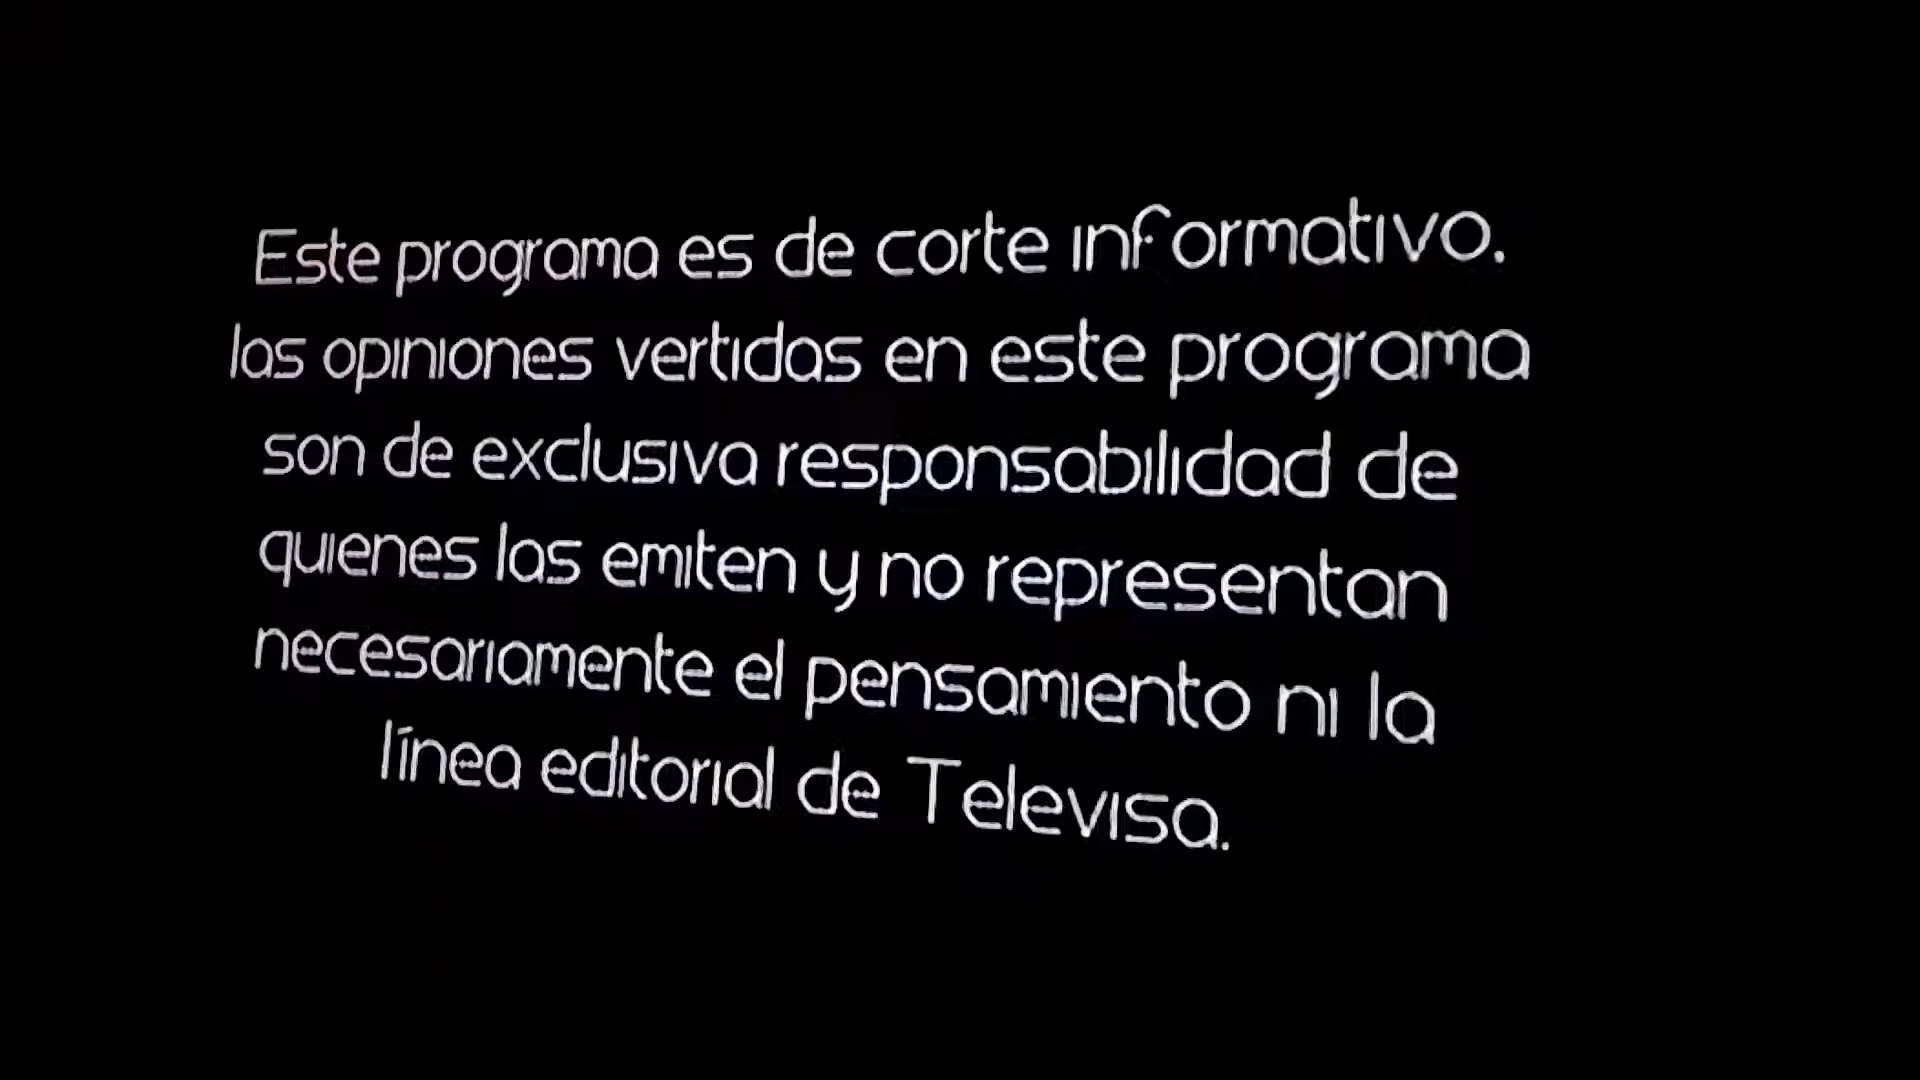 Este programa es de corte informativo.
las opiniones vertidas en este programa
son de exclusiva responsabilidad de
quienes las emiten y no representan
necesariamente el pensamiento ni la
línea editorial de Televisa.